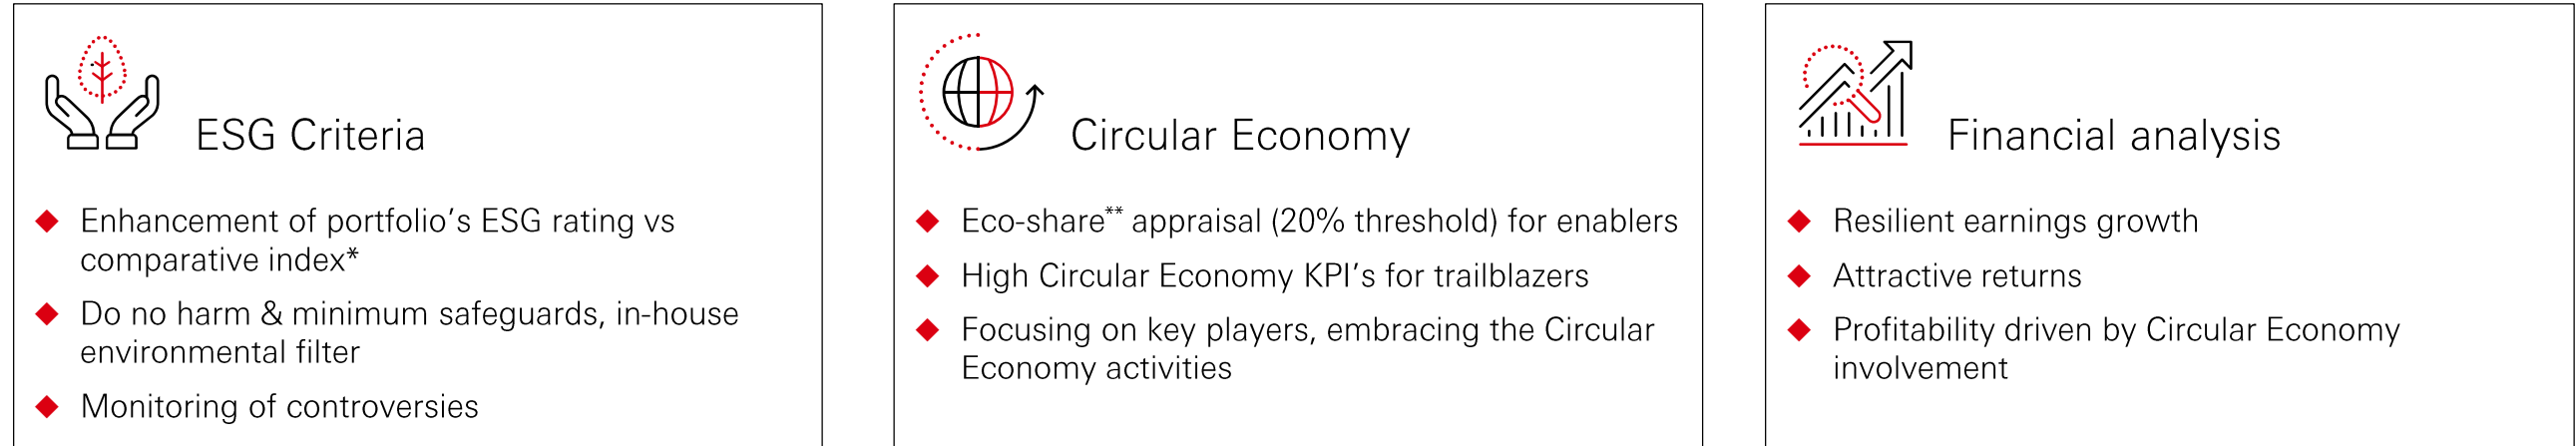 ESG Criteria
Enhancement of portfolio's ESG rating vs
comparative index*
Do no harm & minimum safeguards, in-house
environmental filter
Monitoring of controversies
Circular Economy
Eco-share** appraisal (20% threshold) for enablers
High Circular Economy KPI's for trailblazers
Focusing on key players, embracing the Circular
Economy activities
Financial analysis
Resilient earnings growth
Attractive returns
Profitability driven by Circular Economy
involvement